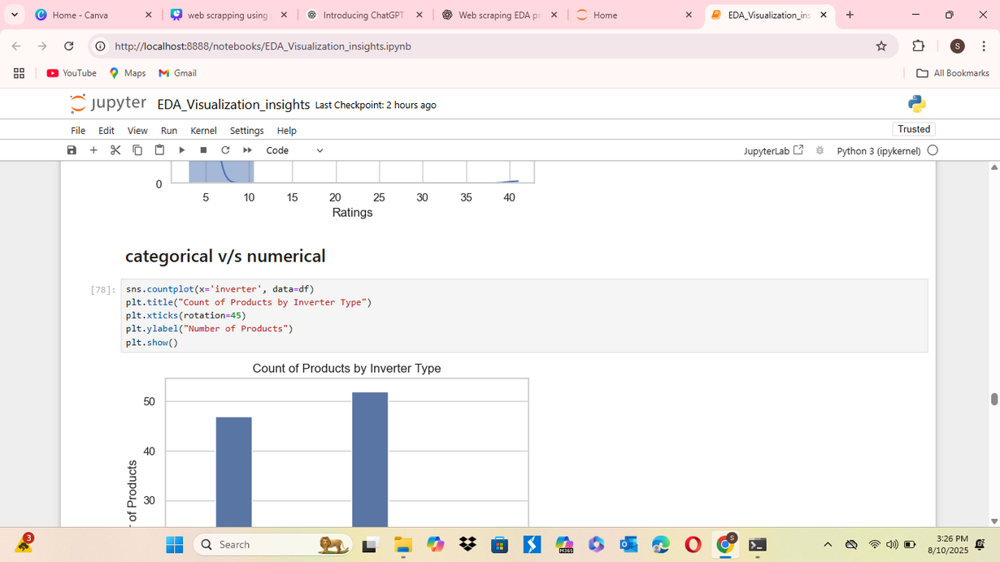 Home - Canva
web scrapping using
Introducing ChatGPT
Web scraping EDA pr
Home
EDA_Visualization_ins
http://localhost:8888/notebooks/EDA_Visualization_insights.ipynb
S
YouTube
Maps
Gmail
All Bookmarks
jupyter EDA_Visualization_insights Last Checkpoint: 2 hours ago
File Edit View Run Kernel Settings Help
Trusted
Code
JupyterLab
Python 3 (ipykernel)
0
5 10 15 20 25 30 35 40
Ratings
categorical v/s numerical
[78]:
sns.countplot(x='inverter', data=df)
plt.title("Count of Products by Inverter Type")
plt.xticks(rotation=45)
plt.ylabel("Number of Products")
plt.show()
Count of Products by Inverter Type
50
40
30
of Products
3
Search
M365
S
3:26 PM
8/10/2025